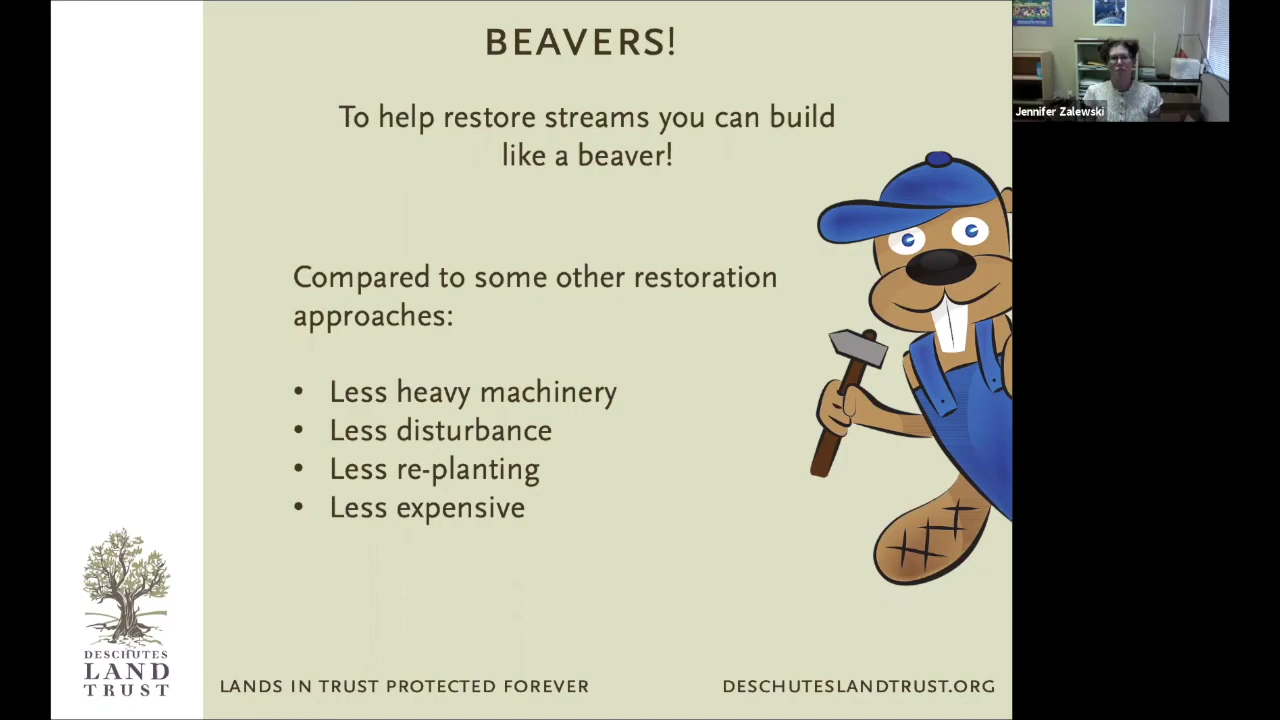 BEAVERS!
To help restore streams you can build
like a beaver!
Compared to some other restoration
approaches:
• Less heavy machinery
• Less disturbance
• Less re-planting
• Less expensive
DESCHUTES
LAND
TRUST
LANDS IN TRUST PROTECTED FOREVER
DESCHUTESLANDTRUST.ORG
Jennifer Zalewski